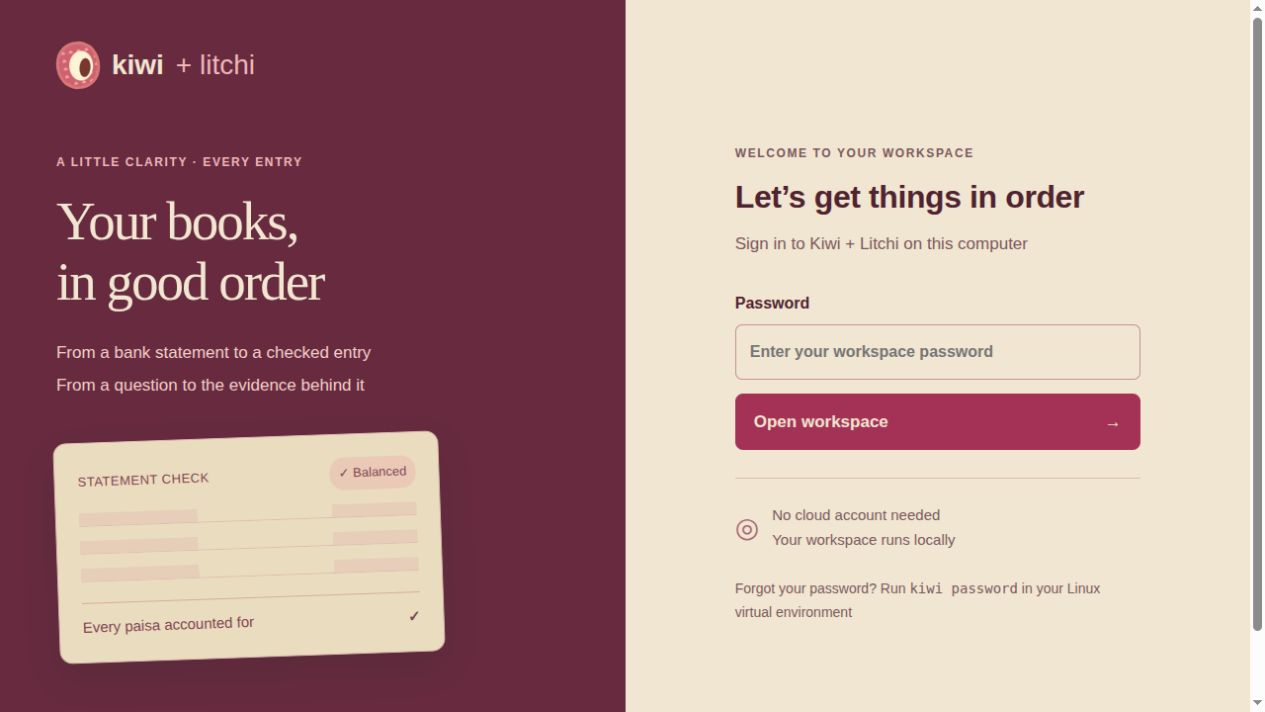 kiwi + litchi
A LITTLE CLARITY · EVERY ENTRY
Your books,
in good order
From a bank statement to a checked entry
From a question to the evidence behind it
STATEMENT CHECK
✓ Balanced
Every paisa accounted for ✓
WELCOME TO YOUR WORKSPACE
Let’s get things in order
Sign in to Kiwi + Litchi on this computer
Password
Enter your workspace password
Open workspace →
No cloud account needed
Your workspace runs locally
Forgot your password? Run kiwi password in your Linux
virtual environment